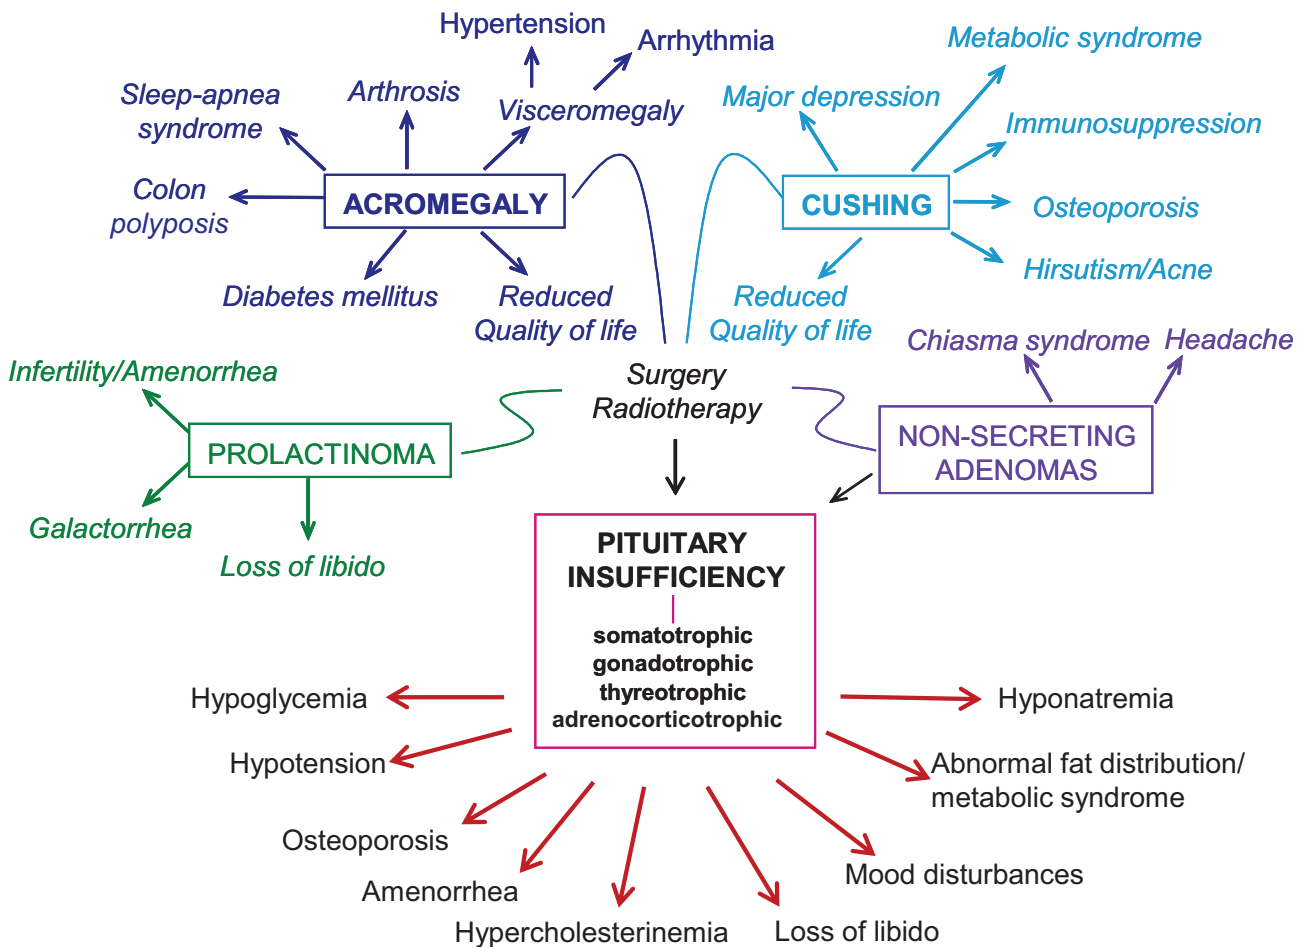 Hypertension
Arrhythmia
Metabolic syndrome
Sleep-apnea
syndrome
Arthrosis
Visceromegaly
Major depression
Immunosuppression
Colon
polyposis
ACROMEGALY
CUSHING
Osteoporosis
Diabetes mellitus
Reduced
Quality of life
Reduced
Quality of life
Hirsutism/Acne
Chiasma syndrome
Headache
Infertility/Amenorrhea
Surgery
Radiotherapy
PROLACTINOMA
NON-SECRETING
ADENOMAS
Galactorrhea
Loss of libido
PITUITARY
INSUFFICIENCY
somatotrophic
gonadotrophic
thyreotrophic
adrenocorticotrophic
Hypoglycemia
Hyponatremia
Hypotension
Abnormal fat distribution/
metabolic syndrome
Osteoporosis
Mood disturbances
Amenorrhea
Hypercholesterinemia
Loss of libido